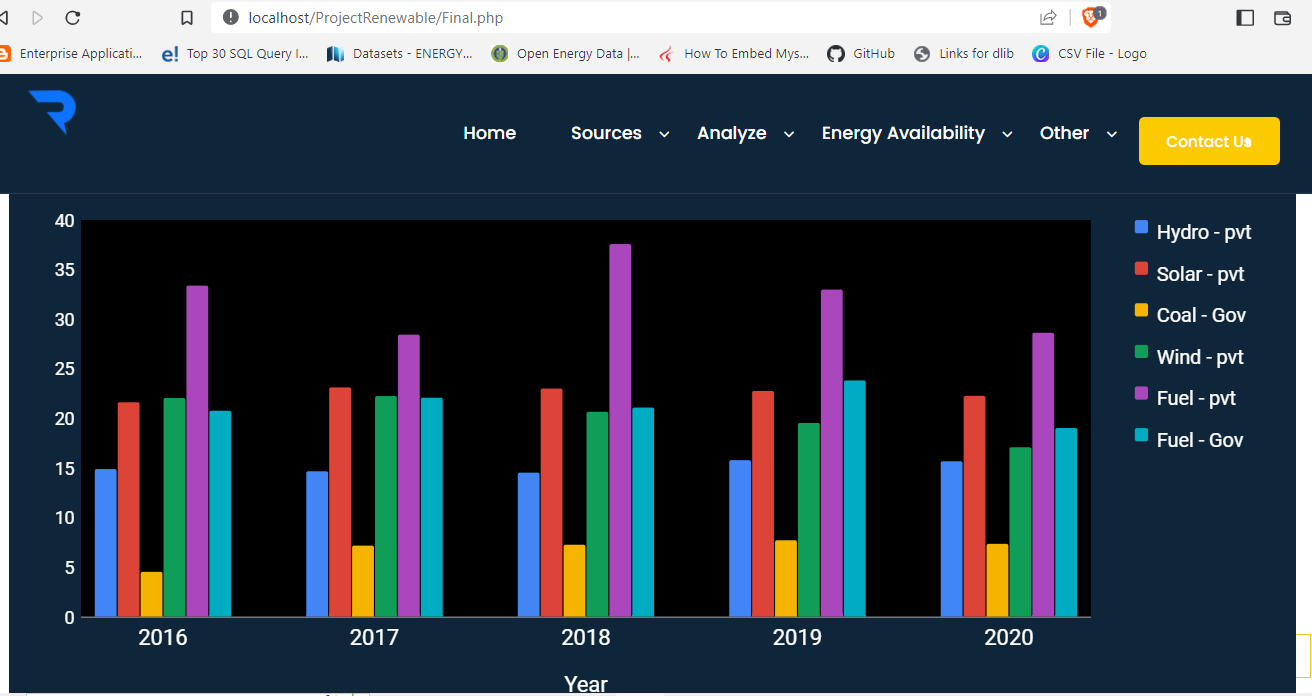 localhost/ProjectRenewable/Final.php
1
Enterprise Applicati... e! Top 30 SQL Query I... Datasets - ENERGY... Open Energy Data |... How To Embed Mys... GitHub Links for dlib C CSV File - Logo
Home Sources Analyze Energy Availability Other Contact Us
40
35
30
25
20
15
10
5
0
2016 2017 2018 2019 2020
Year
Hydro - pvt
Solar - pvt
Coal - Gov
Wind - pvt
Fuel - pvt
Fuel - Gov